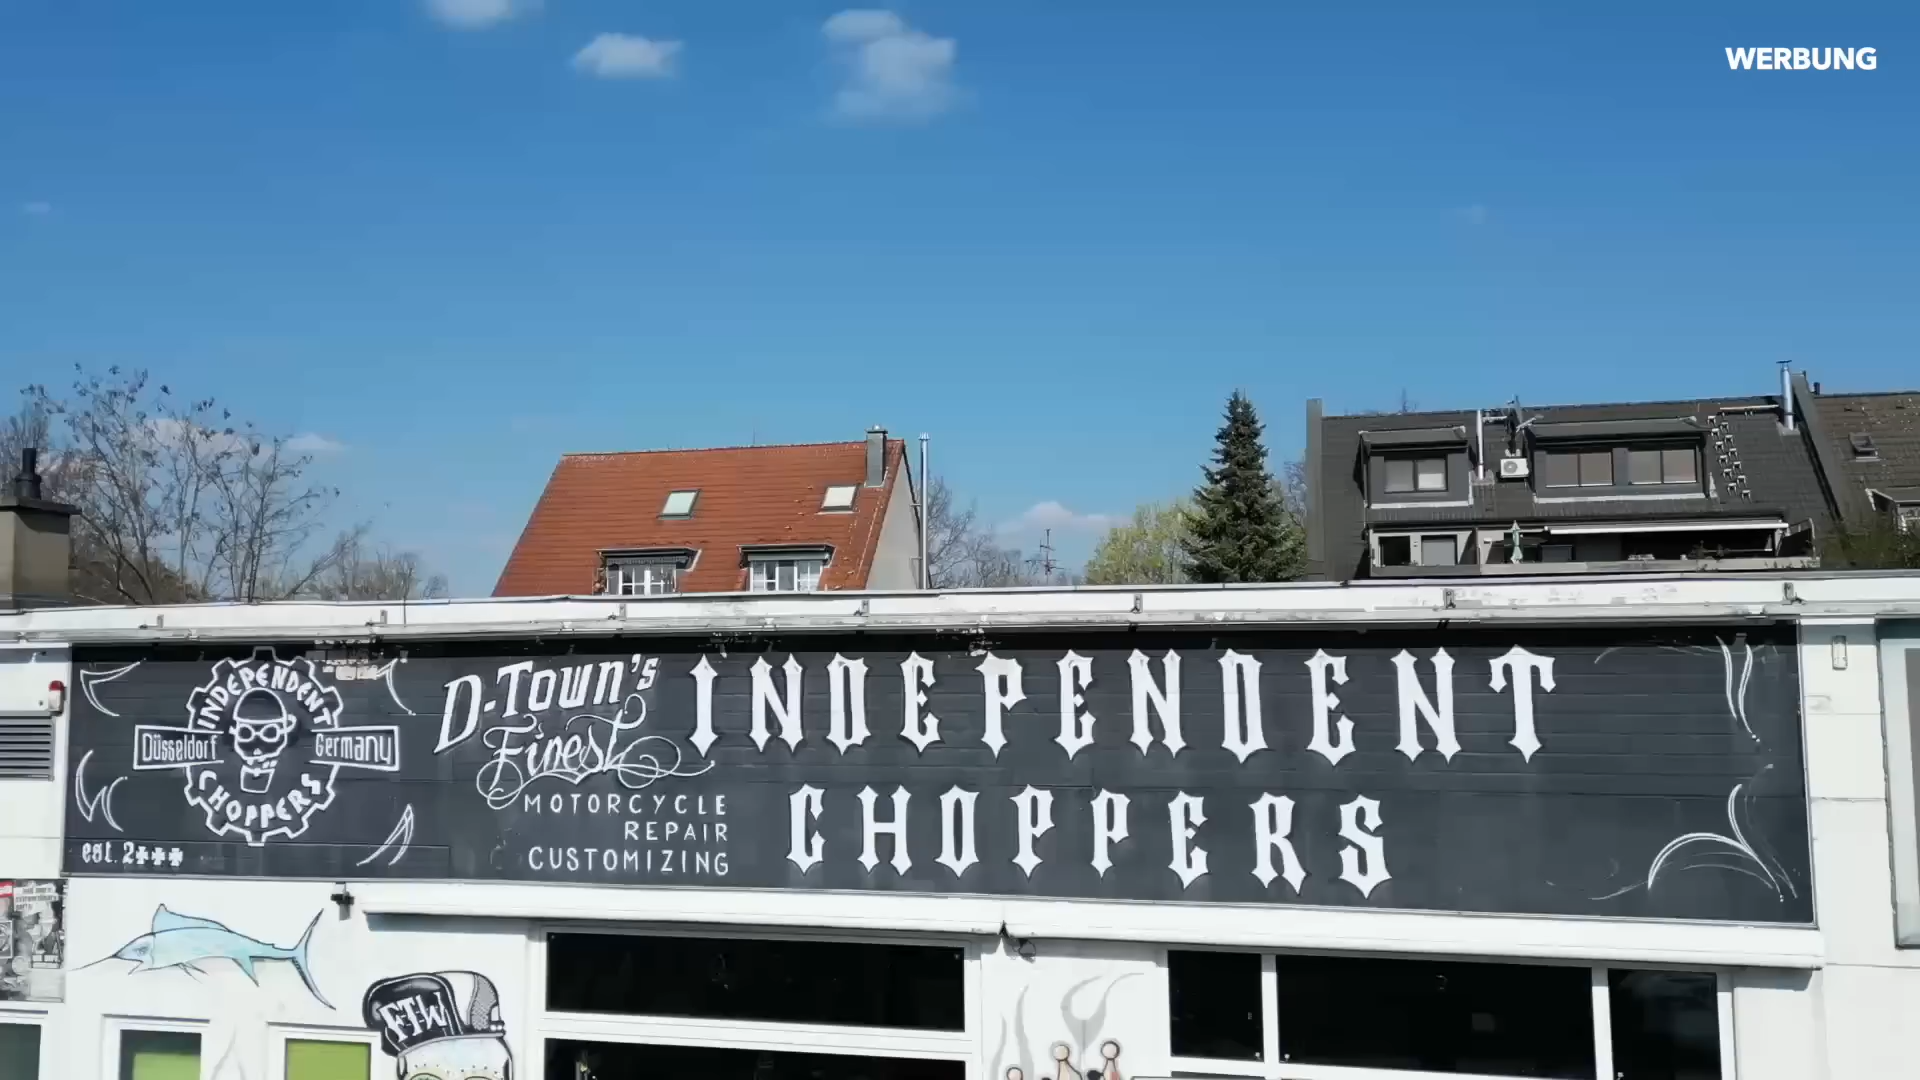 WERBUNG
INDEPENDENT
Düsseldorf Germany
CHOPPERS
est. 2✚✚✚
D-Town's
Finest
MOTORCYCLE
REPAIR
CUSTOMIZING
INDEPENDENT
CHOPPERS
FTW